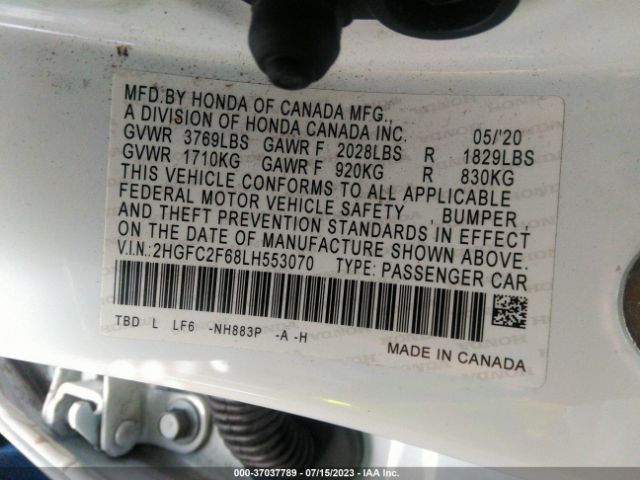 MFD.BY HONDA OF CANADA MFG.,
A DIVISION OF HONDA CANADA INC. 05/'20
GVWR 3769LBS GAWR F 2028LBS R 1829LBS
GVWR 1710KG GAWR F 920KG R 830KG
THIS VEHICLE CONFORMS TO ALL APPLICABLE
FEDERAL MOTOR VEHICLE SAFETY , BUMPER ,
AND THEFT PREVENTION STANDARDS IN EFFECT
ON THE DATE OF MANUFACTURE SHOWN ABOVE.
V.I.N.:2HGFC2F68LH553070 TYPE: PASSENGER CAR
TBD L LF6 -NH883P -A -H
MADE IN CANADA
000-37037789 - 07/15/2023 - IAA Inc.